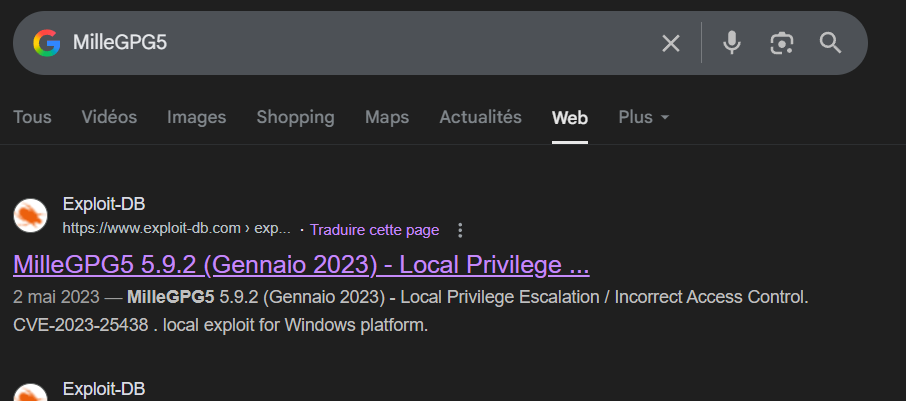 MilleGPG5
Tous Vidéos Images Shopping Maps Actualités Web Plus
Exploit-DB
https://www.exploit-db.com › exp... · Traduire cette page
MilleGPG5 5.9.2 (Gennaio 2023) - Local Privilege ...
2 mai 2023 — MilleGPG5 5.9.2 (Gennaio 2023) - Local Privilege Escalation / Incorrect Access Control.
CVE-2023-25438 . local exploit for Windows platform.
Exploit-DB